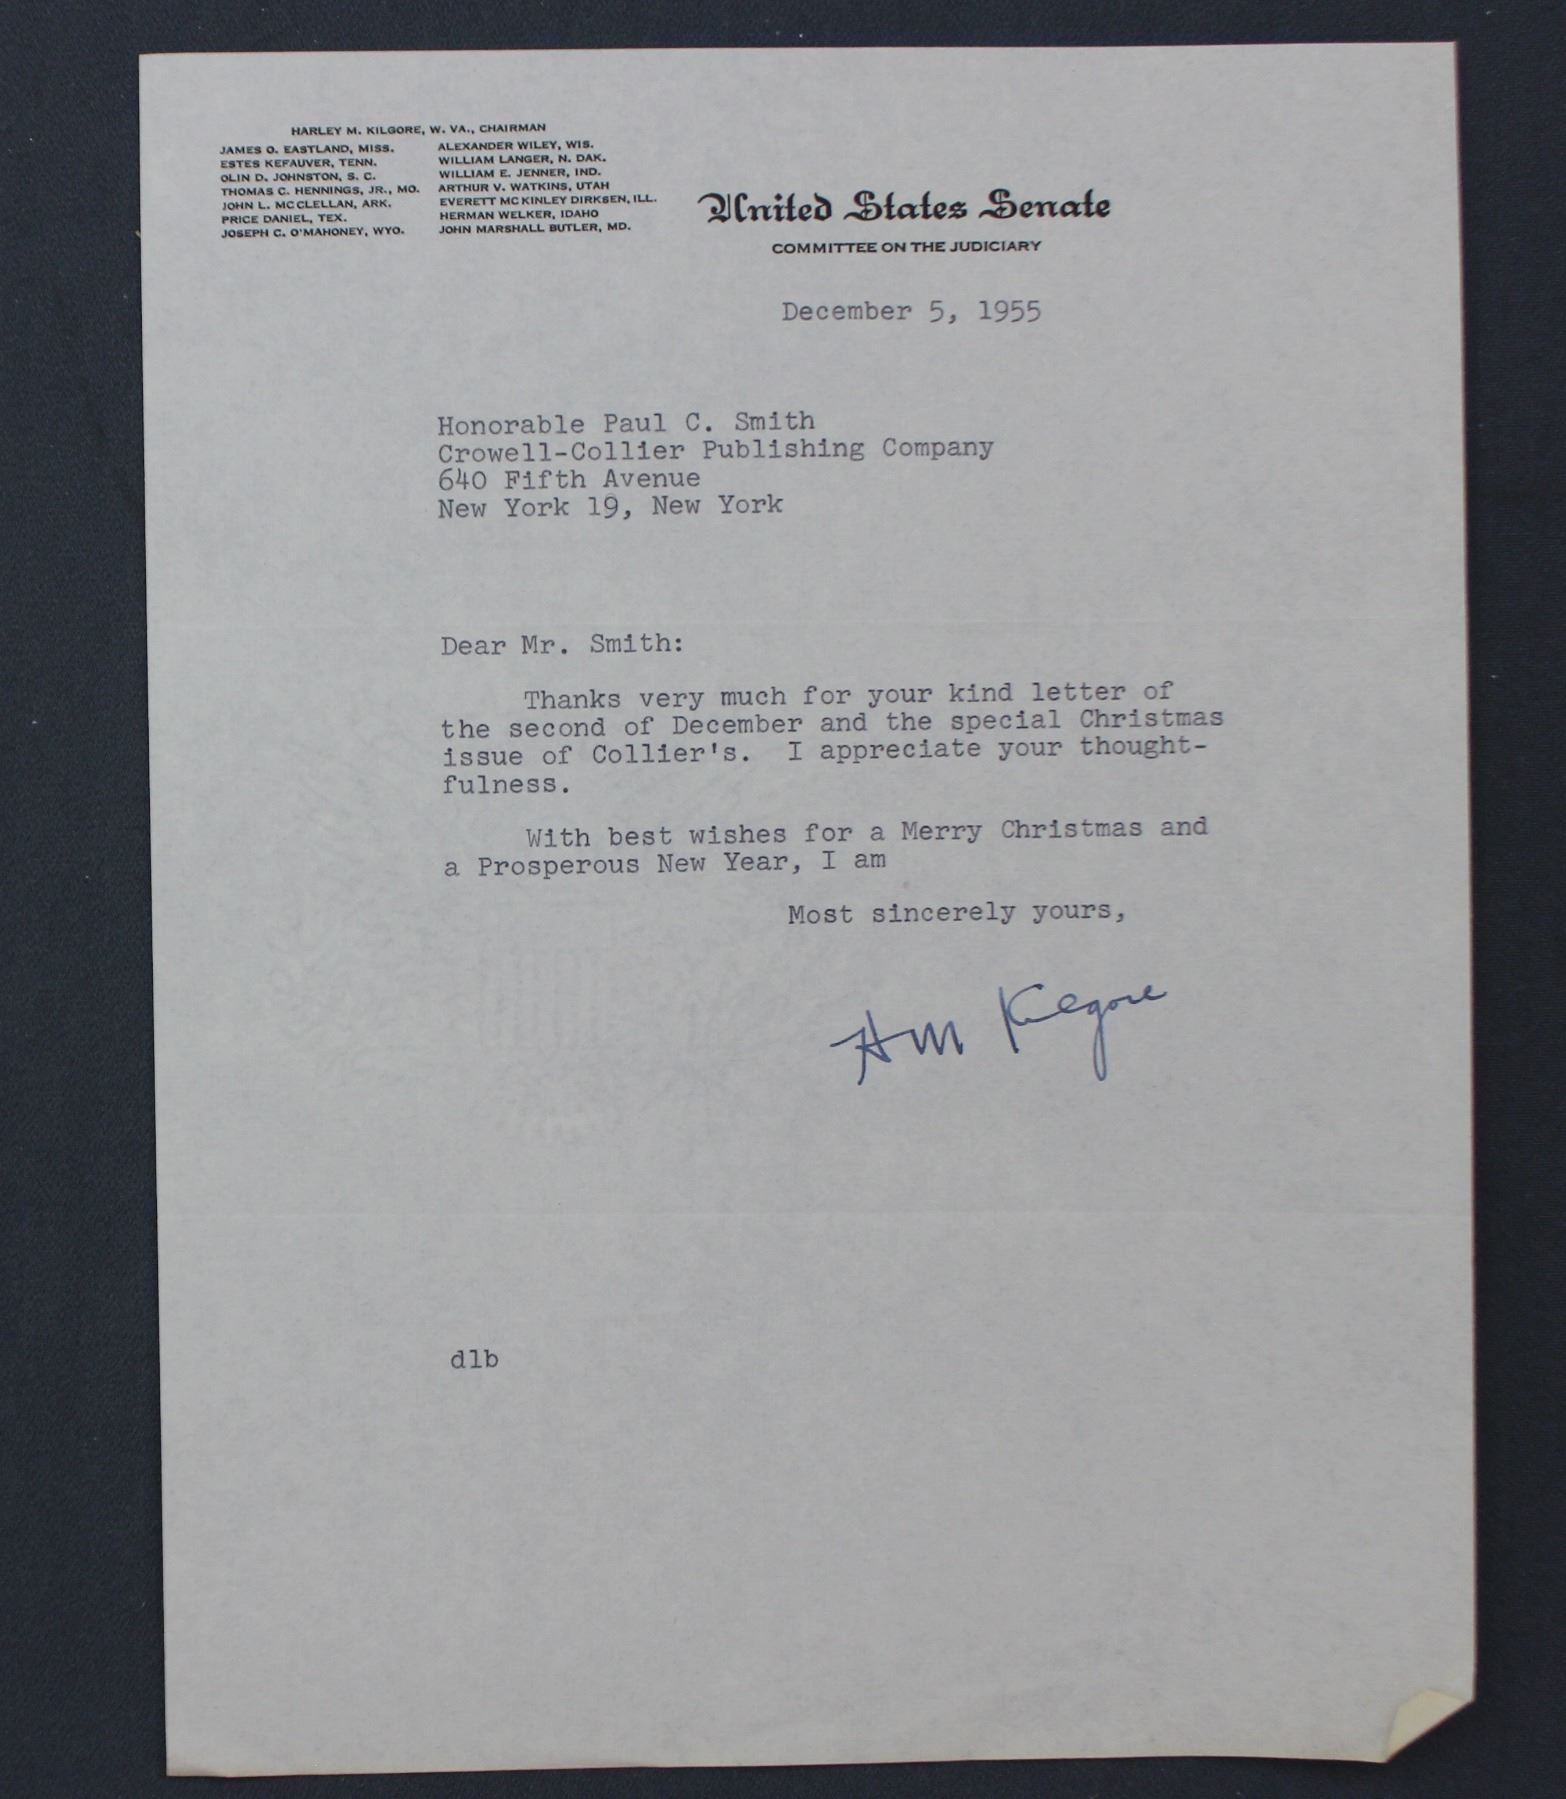 HARLEY M. KILGORE, W. VA., CHAIRMAN
JAMES O. EASTLAND, MISS.
ESTES KEFAUVER, TENN.
OLIN D. JOHNSTON, S. C.
THOMAS C. HENNINGS, JR., MO.
JOHN L. MCCLELLAN, ARK.
PRICE DANIEL, TEX.
JOSEPH C. O'MAHONEY, WYO.
ALEXANDER WILEY, WIS.
WILLIAM LANGER, N. DAK.
WILLIAM E. JENNER, IND.
ARTHUR V. WATKINS, UTAH
EVERETT MCKINLEY DIRKSEN, ILL.
HERMAN WELKER, IDAHO
JOHN MARSHALL BUTLER, MD.
United States Senate
COMMITTEE ON THE JUDICIARY
December 5, 1955
Honorable Paul C. Smith
Crowell-Collier Publishing Company
640 Fifth Avenue
New York 19, New York
Dear Mr. Smith:
Thanks very much for your kind letter of
the second of December and the special Christmas
issue of Collier's. I appreciate your thought-
fulness.
With best wishes for a Merry Christmas and
a Prosperous New Year, I am
Most sincerely yours,
HM Kilgore
dlb